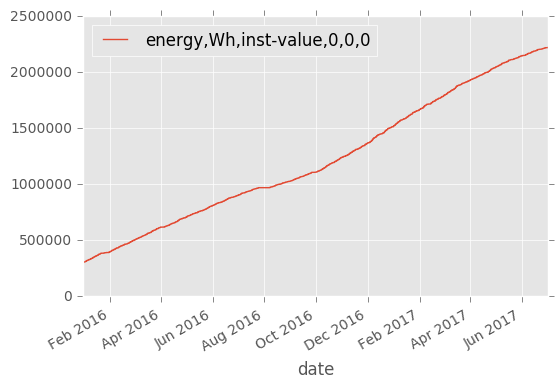 2500000
energy,Wh,inst-value,0,0,0
2000000
1500000
1000000
500000
0
Feb 2016
Apr 2016
Jun 2016
Aug 2016
Oct 2016
Dec 2016
Feb 2017
Apr 2017
Jun 2017
date